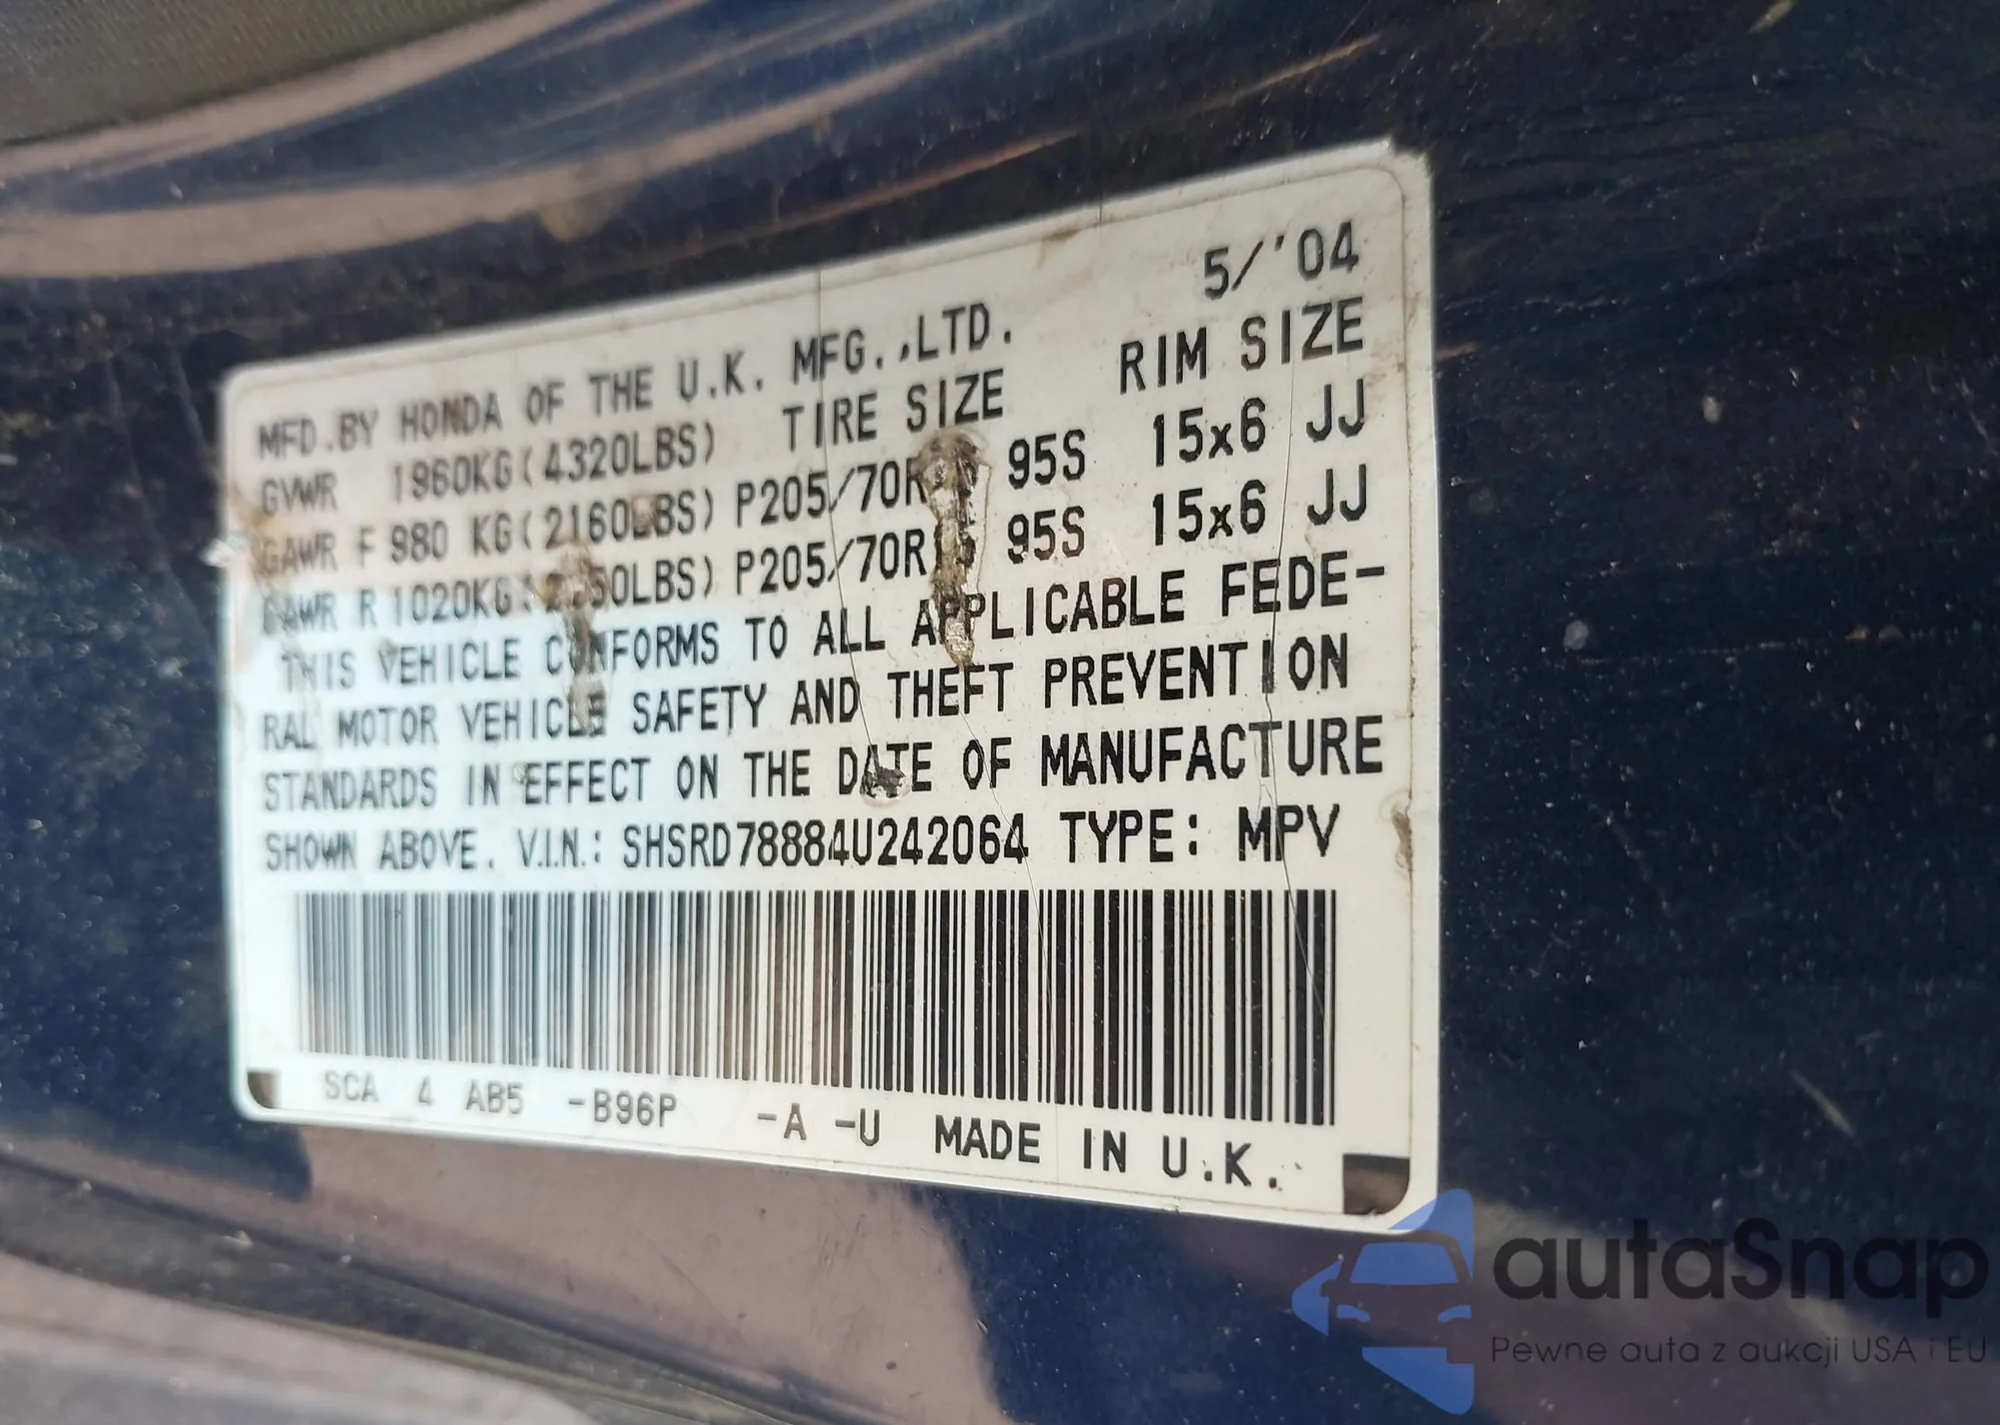 5/'04
MFD.BY HONDA OF THE U.K. MFG.,LTD.
TIRE SIZE RIM SIZE
GVWR 1960KG(4320LBS)
GAWR F 980 KG(2160LBS) P205/70R 95S 15x6 JJ
GAWR R 1020KG 95S 15x6 JJ
THIS VEHICLE CONFORMS TO ALL APPLICABLE FEDE-
RAL MOTOR VEHICLE SAFETY AND THEFT PREVENTION
STANDARDS IN EFFECT ON THE DATE OF MANUFACTURE
SHOWN ABOVE. V.I.N.: SHSRD78884U242064 TYPE: MPV
SCA 4 AB5 -B96P -A -U MADE IN U.K.
autaSnap
Pewne auta z aukcji USA i EU